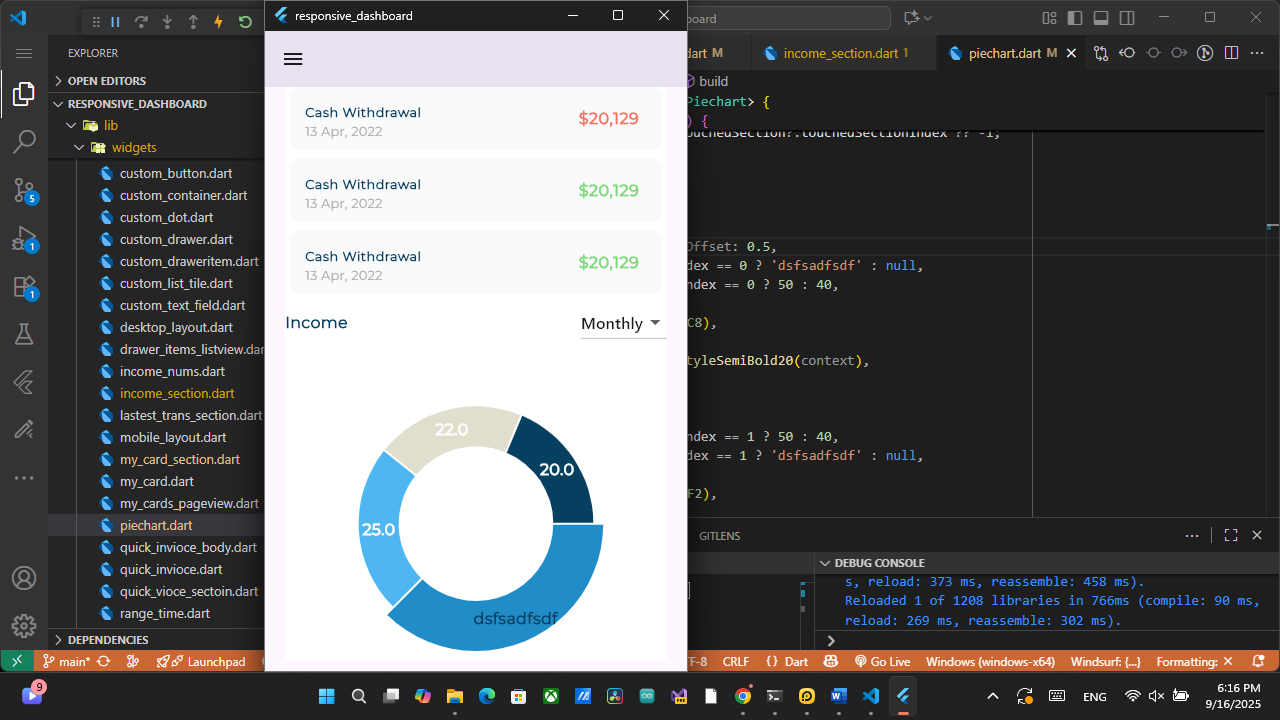 responsive_dashboard
board
EXPLORER
OPEN EDITORS
RESPONSIVE_DASHBOARD
lib
widgets
custom_button.dart
custom_container.dart
custom_dot.dart
custom_drawer.dart
custom_draweritem.dart
custom_list_tile.dart
custom_text_field.dart
desktop_layout.dart
drawer_items_listview.dar
income_nums.dart
income_section.dart
lastest_trans_section.dart
mobile_layout.dart
my_card_section.dart
my_card.dart
my_cards_pageview.dart
piechart.dart
quick_invioce_body.dart
quick_invioce.dart
quick_vioce_sectoin.dart
range_time.dart
DEPENDENCIES
5
1
1
Cash Withdrawal
13 Apr, 2022
$20,129
Cash Withdrawal
13 Apr, 2022
$20,129
Cash Withdrawal
13 Apr, 2022
$20,129
Income
Monthly
22.0
20.0
25.0
dsfsadfsdf
dart M
income_section.dart 1
piechart.dart M
build
Piechart> {
) {
ouchedSection?.touchedSectionIndex ?? -1;
Offset: 0.5,
dex == 0 ? 'dsfsadfsdf' : null,
ndex == 0 ? 50 : 40,
C8),
tyleSemiBold20(context),
ndex == 1 ? 50 : 40,
dex == 1 ? 'dsfsadfsdf' : null,
F2),
GITLENS
DEBUG CONSOLE
s, reload: 373 ms, reassemble: 458 ms).
Reloaded 1 of 1208 libraries in 766ms (compile: 90 ms,
reload: 269 ms, reassemble: 302 ms).
main*
Launchpad
TF-8
CRLF
{} Dart
Go Live
Windows (windows-x64)
Windsurf: {...}
Formatting: ✕
9
ENG
6:16 PM
9/16/2025